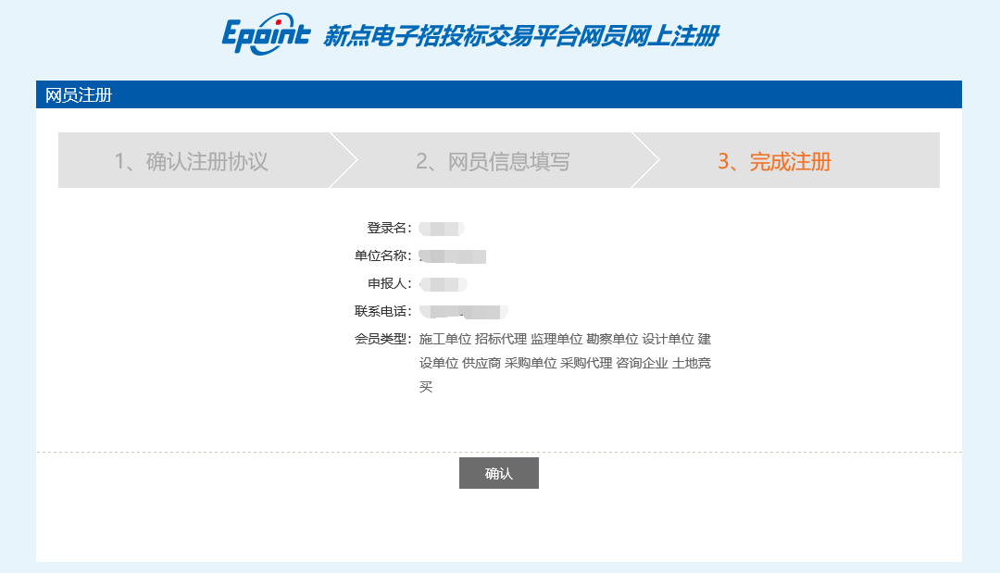 Epoint 新点电子招投标交易平台网员网上注册
网员注册
1、确认注册协议 2、网员信息填写 3、完成注册
登录名：
单位名称：
申报人：
联系电话：
会员类型：施工单位 招标代理 监理单位 勘察单位 设计单位 建
设单位 供应商 采购单位 采购代理 咨询企业 土地竞
买
确认